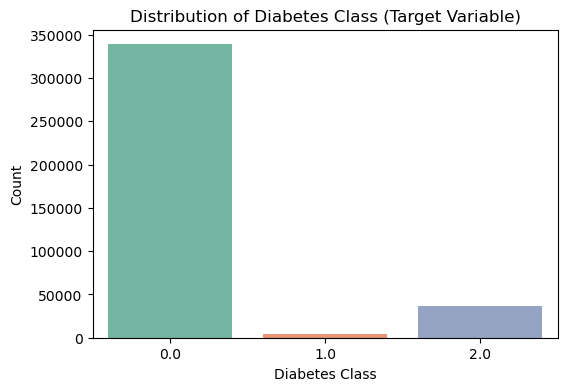 Distribution of Diabetes Class (Target Variable)
350000
300000
250000
200000
150000
100000
50000
0
Count
0.0 1.0 2.0
Diabetes Class